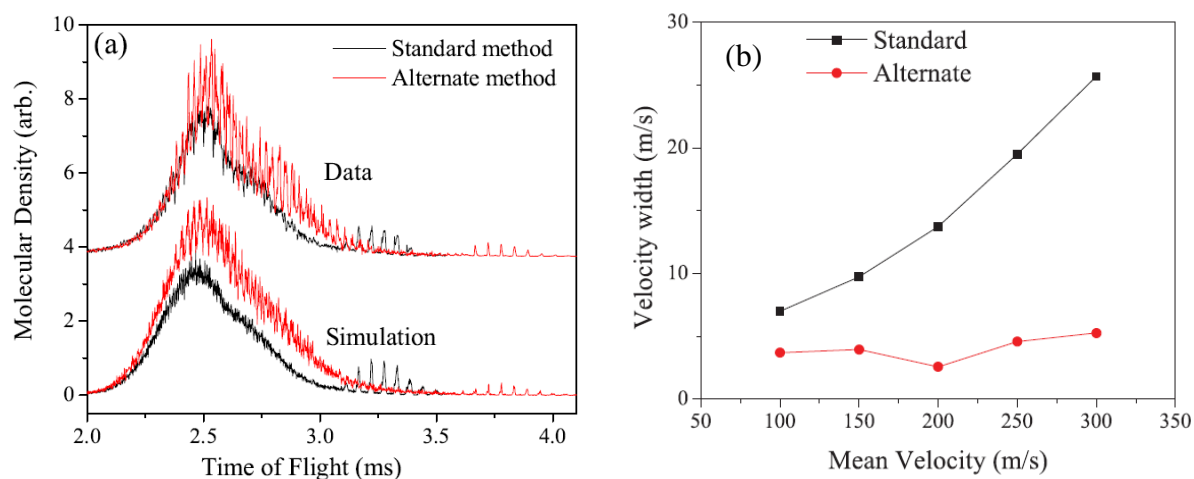 (a)
Standard method
Alternate method
Data
Simulation
10
8
6
4
2
0
2.0 2.5 3.0 3.5 4.0
Molecular Density (arb.)
Time of Flight (ms)
(b)
Standard
Alternate
30
20
10
0
50 100 150 200 250 300 350
Velocity width (m/s)
Mean Velocity (m/s)